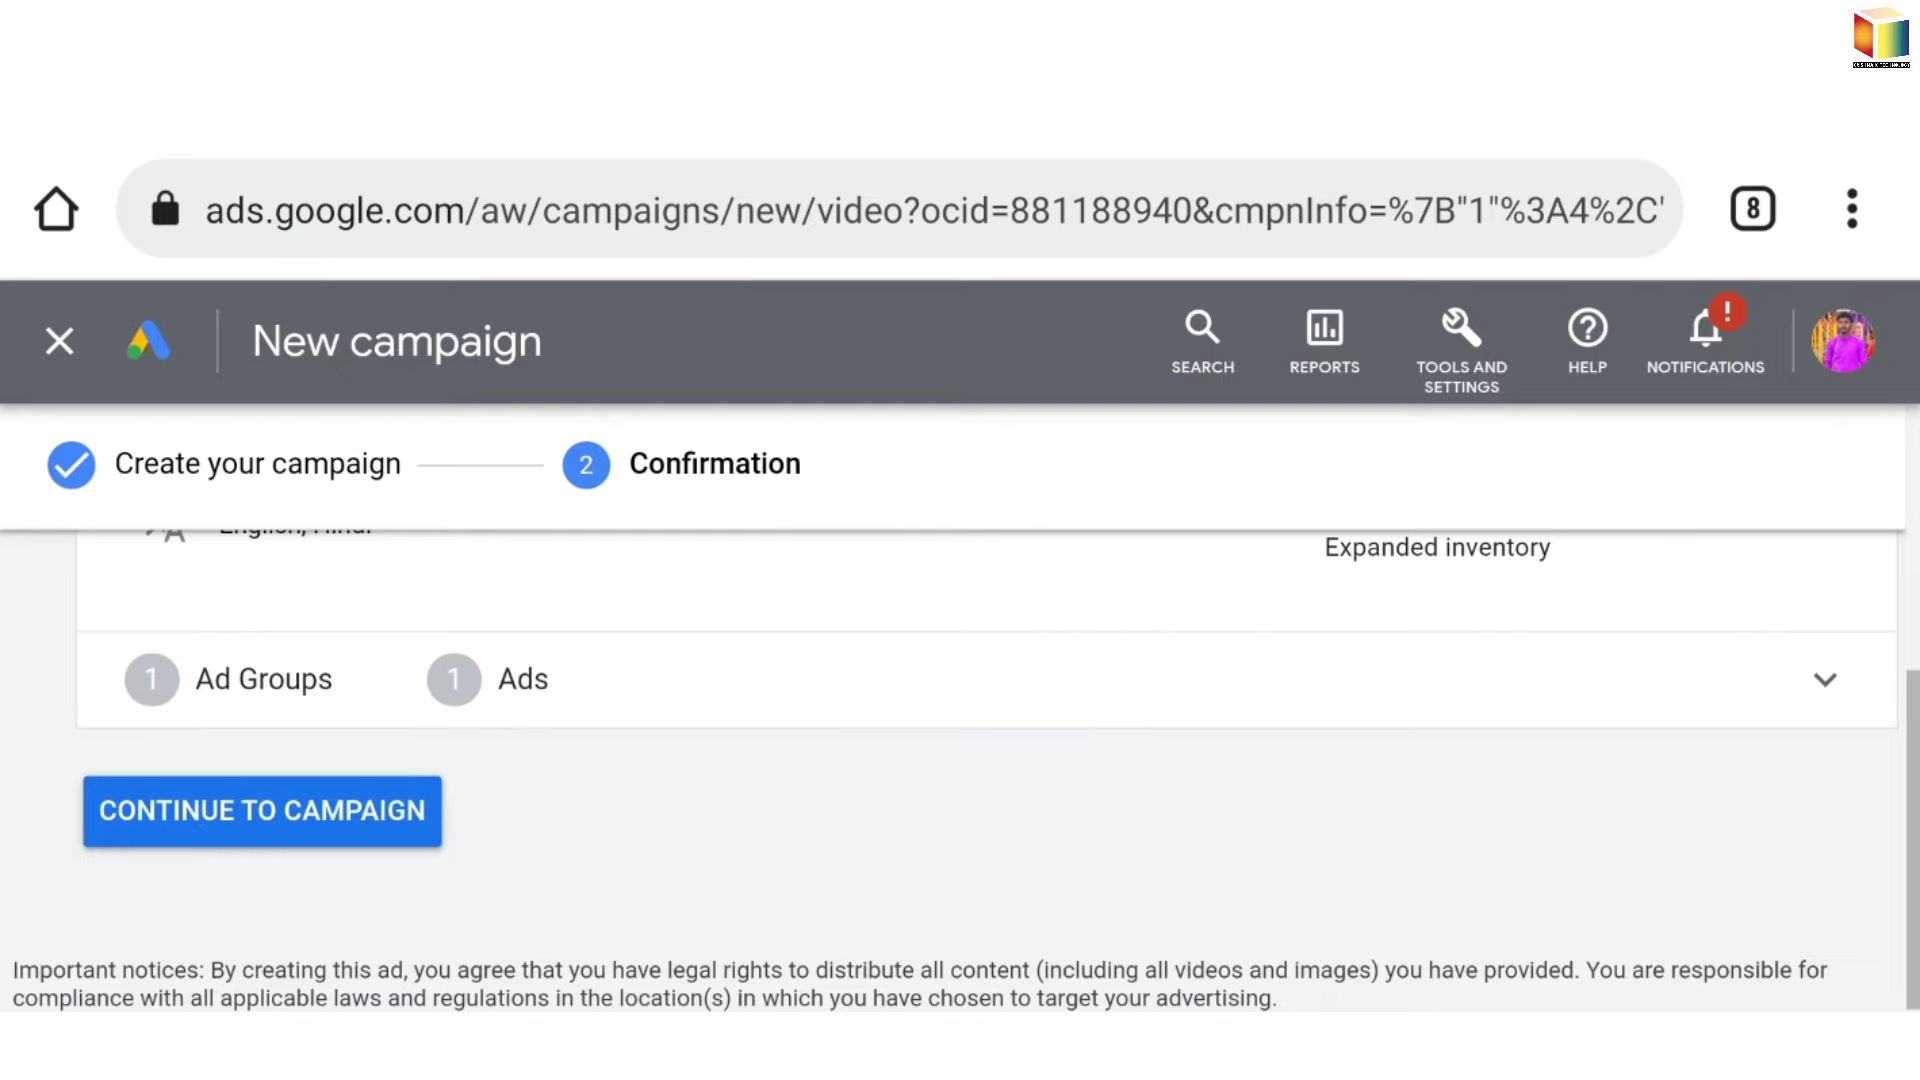 ads.google.com/aw/campaigns/new/video?ocid=881188940&cmpnInfo=%7B"1"%3A4%2C'
8
New campaign
SEARCH
REPORTS
TOOLS AND
SETTINGS
HELP
!
NOTIFICATIONS
Create your campaign
2
Confirmation
English, Hindi
Expanded inventory
1
Ad Groups
1
Ads
CONTINUE TO CAMPAIGN
Important notices: By creating this ad, you agree that you have legal rights to distribute all content (including all videos and images) you have provided. You are responsible for
compliance with all applicable laws and regulations in the location(s) in which you have chosen to target your advertising.